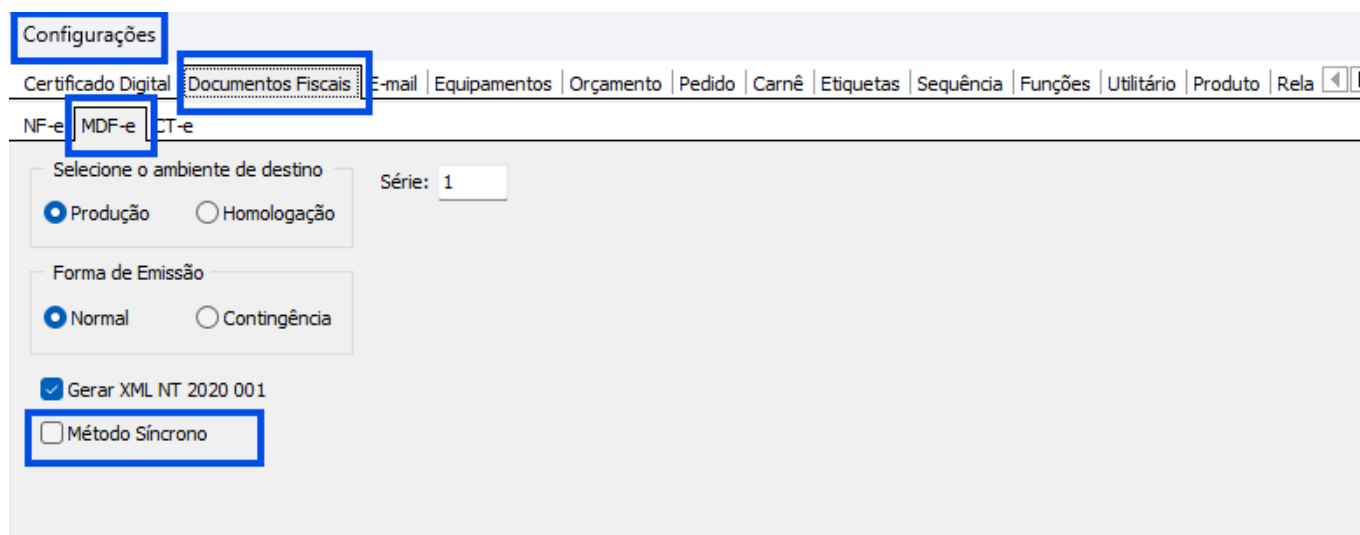 Configurações
Certificado Digital Documentos Fiscais E-mail Equipamentos Orçamento Pedido Carnê Etiquetas Sequência Funções Utilitário Produto Rela
NF-e MDF-e CT-e
Selecione o ambiente de destino
Série: 1
Produção Homologação
Forma de Emissão
Normal Contingência
Gerar XML NT 2020 001
Método Síncrono